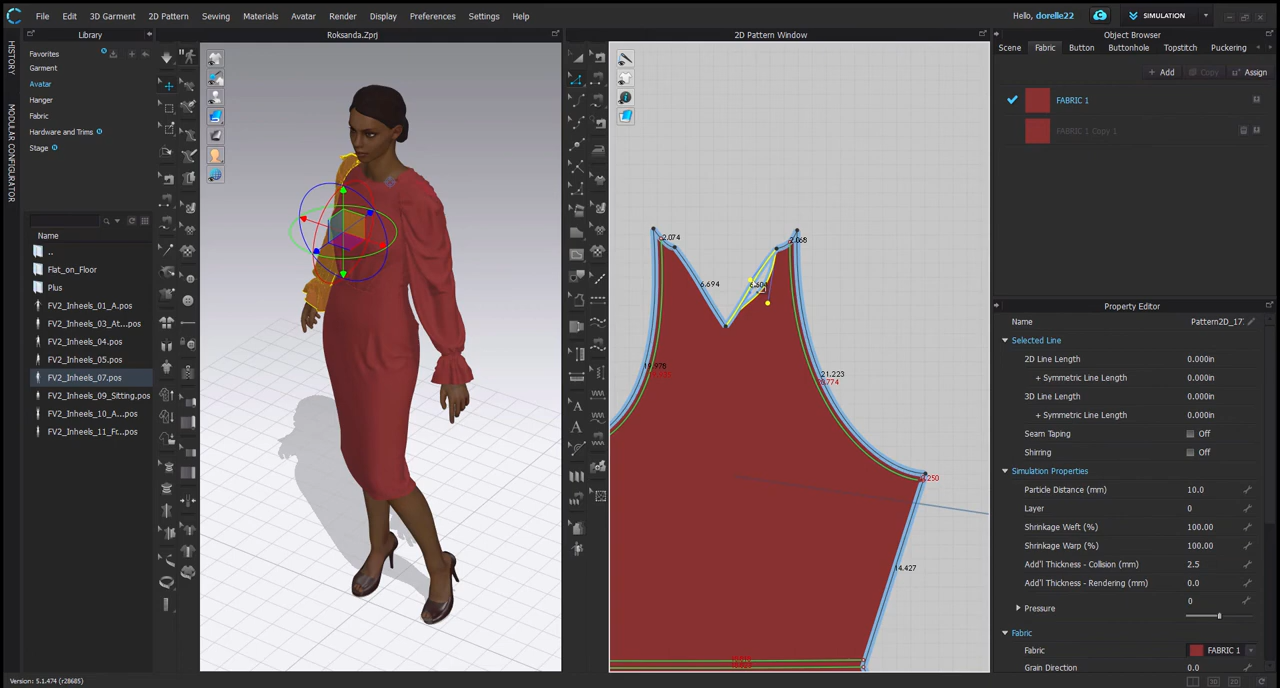 File Edit 3D Garment 2D Pattern Sewing Materials Avatar Render Display Preferences Settings Help
Hello, dorelle22 SIMULATION
HISTORY
MODULAR CONFIGURATOR
Library
Favorites
Garment
Avatar
Hanger
Fabric
Hardware and Trims
Stage
Name
..
Flat_on_Floor
Plus
FV2_Inheels_01_A.pos
FV2_Inheels_03_At...pos
FV2_Inheels_04.pos
FV2_Inheels_05.pos
FV2_Inheels_07.pos
FV2_Inheels_09_Sitting.pos
FV2_Inheels_10_A...pos
FV2_Inheels_11_Fr...pos
Roksanda.Zprj
2D Pattern Window
2.074
2.068
6.694
19.978
21.223
14.427
Object Browser
Scene Fabric Button Buttonhole Topstitch Puckering
+ Add Copy Assign
FABRIC 1
FABRIC 1 Copy 1
Property Editor
Name Pattern2D_17
Selected Line
2D Line Length 0.000in
+ Symmetric Line Length 0.000in
3D Line Length 0.000in
+ Symmetric Line Length 0.000in
Seam Taping Off
Shirring Off
Simulation Properties
Particle Distance (mm) 10.0
Layer 0
Shrinkage Weft (%) 100.00
Shrinkage Warp (%) 100.00
Add'l Thickness - Collision (mm) 2.5
Add'l Thickness - Rendering (mm) 0.0
Pressure 0
Fabric
Fabric FABRIC 1
Grain Direction 0.0
Version: 5.1.474 (r28685)
3D 2D